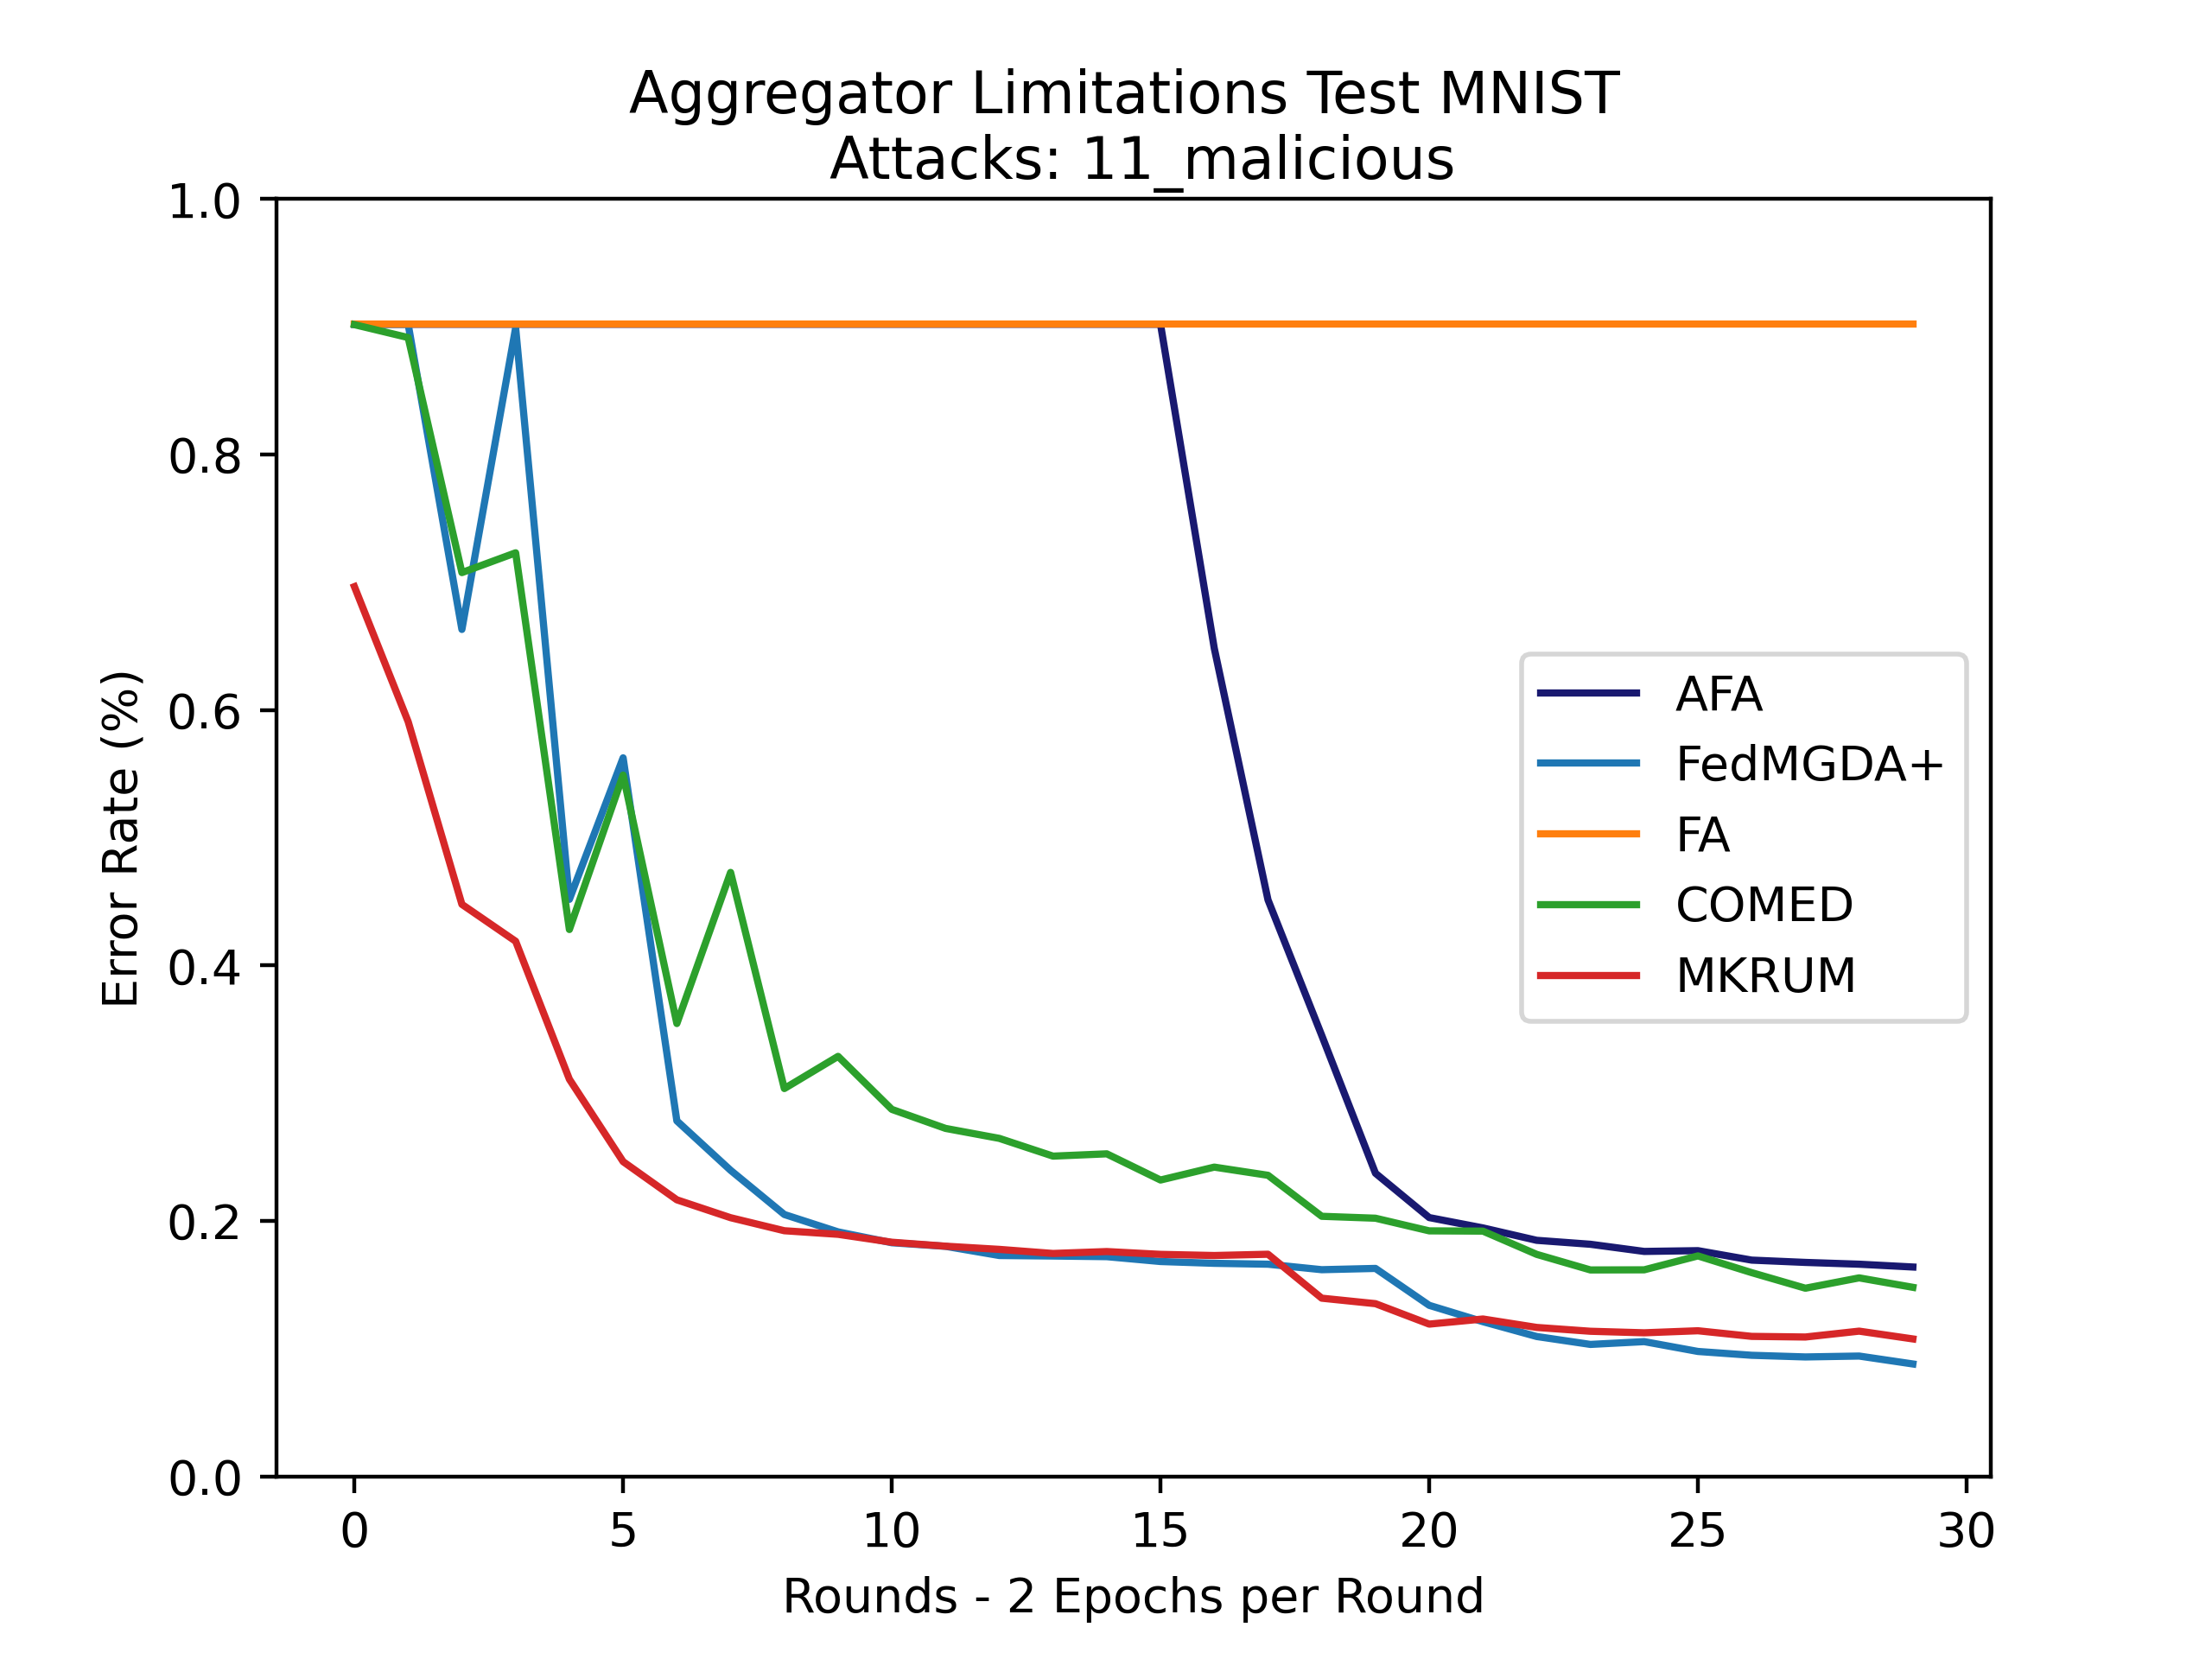 Aggregator Limitations Test MNIST
Attacks: 11_malicious
1.0
0.8
0.6
0.4
0.2
0.0
Error Rate (%)
AFA
FedMGDA+
FA
COMED
MKRUM
0 5 10 15 20 25 30
Rounds - 2 Epochs per Round